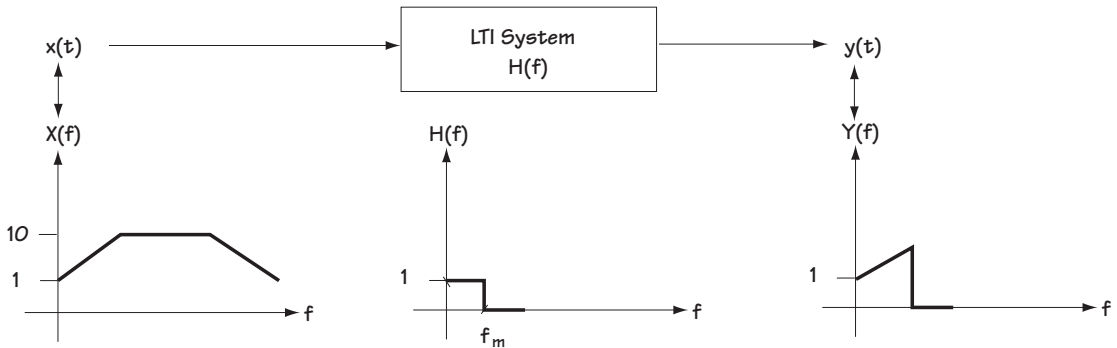 x(t)
LTI System
H(f)
y(t)
X(f)
H(f)
Y(f)
10
1
f
1
f
f_m
1
f